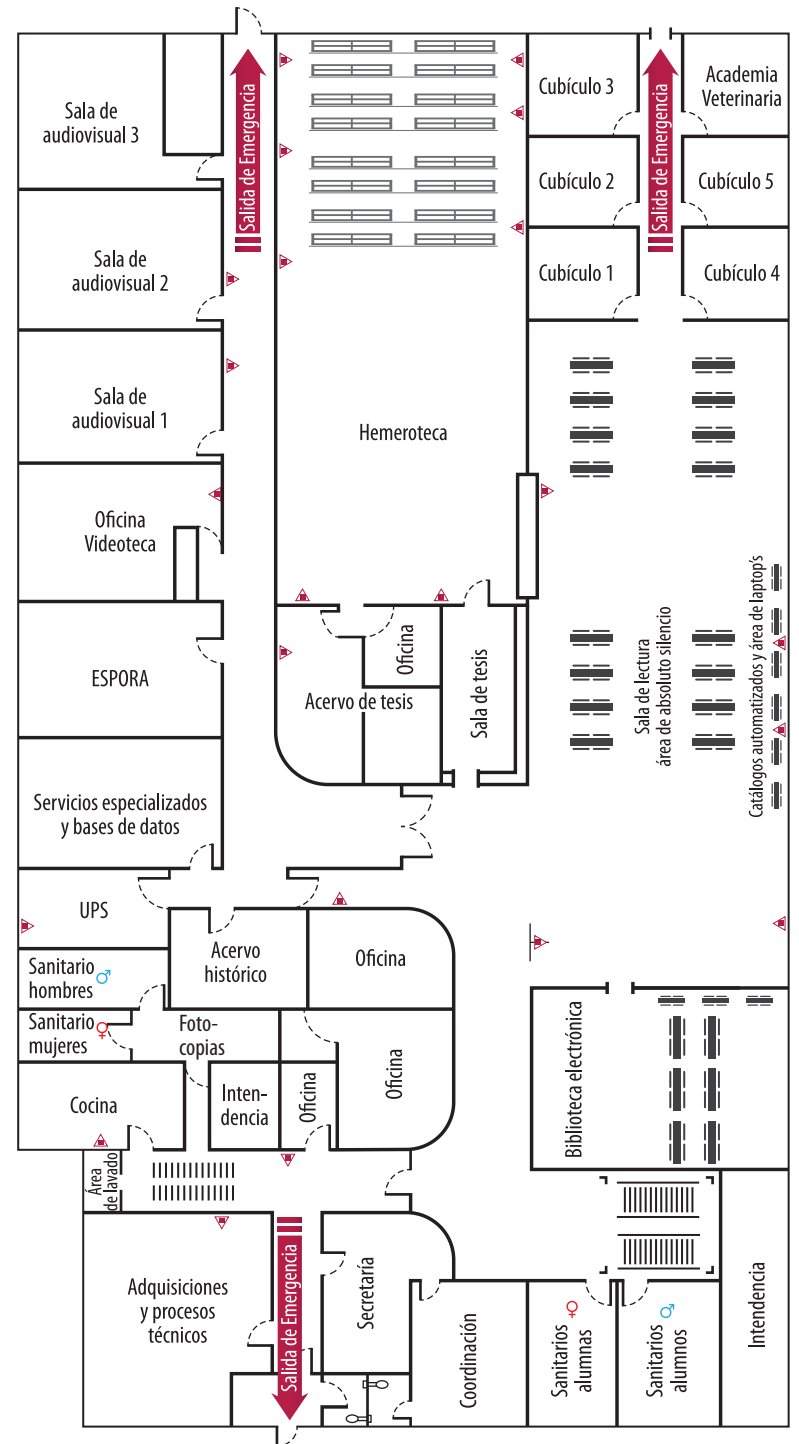 Sala de
audiovisual 3
Salida de Emergencia
Cubículo 3
Salida de Emergencia
Academia
Veterinaria
Cubículo 2
Cubículo 5
Sala de
audiovisual 2
Cubículo 1
Cubículo 4
Sala de
audiovisual 1
Hemeroteca
Oficina
Videoteca
ESPORA
Acervo de tesis
Oficina
Sala de tesis
Sala de lectura
área de absoluto silencio
Catálogos automatizados y área de laptop's
Servicios especializados
y bases de datos
UPS
Acervo
histórico
Oficina
Sanitario
hombres
Sanitario
mujeres
Foto-
copias
Cocina
Inten-
dencia
Oficina
Oficina
Biblioteca electrónica
Área
de lavado
Adquisiciones
y procesos
técnicos
Salida de Emergencia
Secretaría
Coordinación
Sanitarios
alumnas
Sanitarios
alumnos
Intendencia